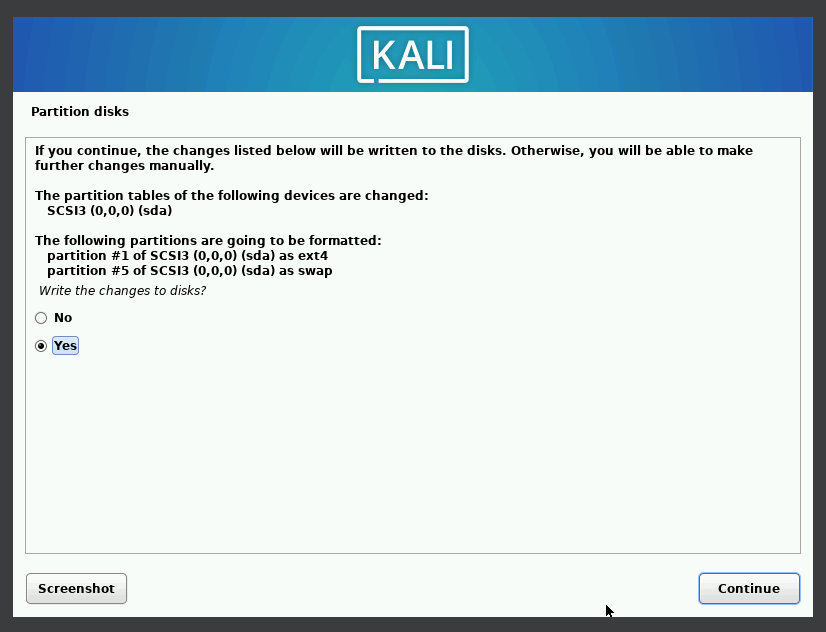 KALI
Partition disks
If you continue, the changes listed below will be written to the disks. Otherwise, you will be able to make
further changes manually.
The partition tables of the following devices are changed:
SCSI3 (0,0,0) (sda)
The following partitions are going to be formatted:
partition #1 of SCSI3 (0,0,0) (sda) as ext4
partition #5 of SCSI3 (0,0,0) (sda) as swap
Write the changes to disks?
No
Yes
Screenshot
Continue